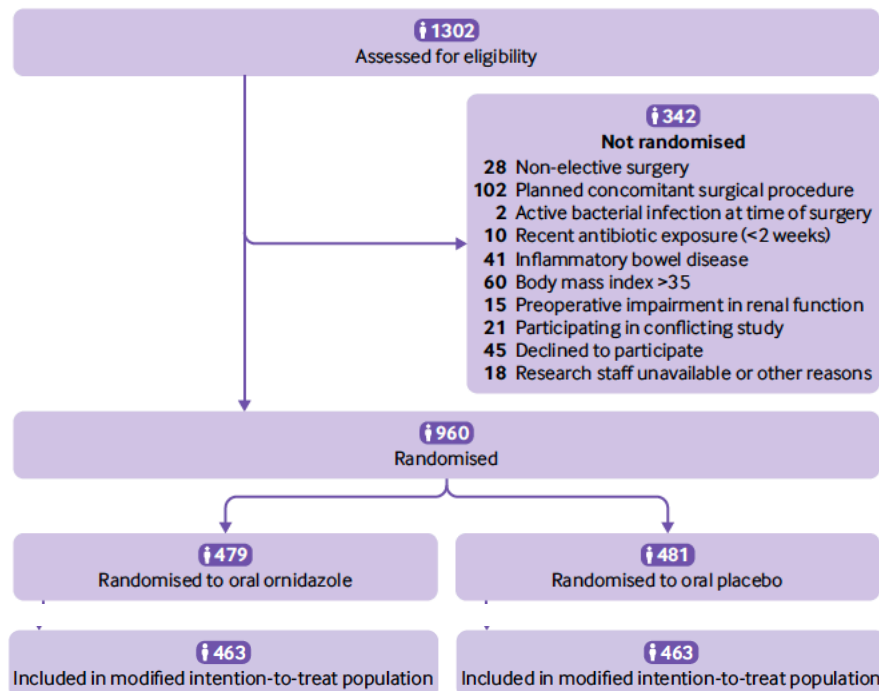 1302
Assessed for eligibility
342
Not randomised
28 Non-elective surgery
102 Planned concomitant surgical procedure
2 Active bacterial infection at time of surgery
10 Recent antibiotic exposure (<2 weeks)
41 Inflammatory bowel disease
60 Body mass index >35
15 Preoperative impairment in renal function
21 Participating in conflicting study
45 Declined to participate
18 Research staff unavailable or other reasons
960
Randomised
479
Randomised to oral ornidazole
481
Randomised to oral placebo
463
Included in modified intention-to-treat population
463
Included in modified intention-to-treat population